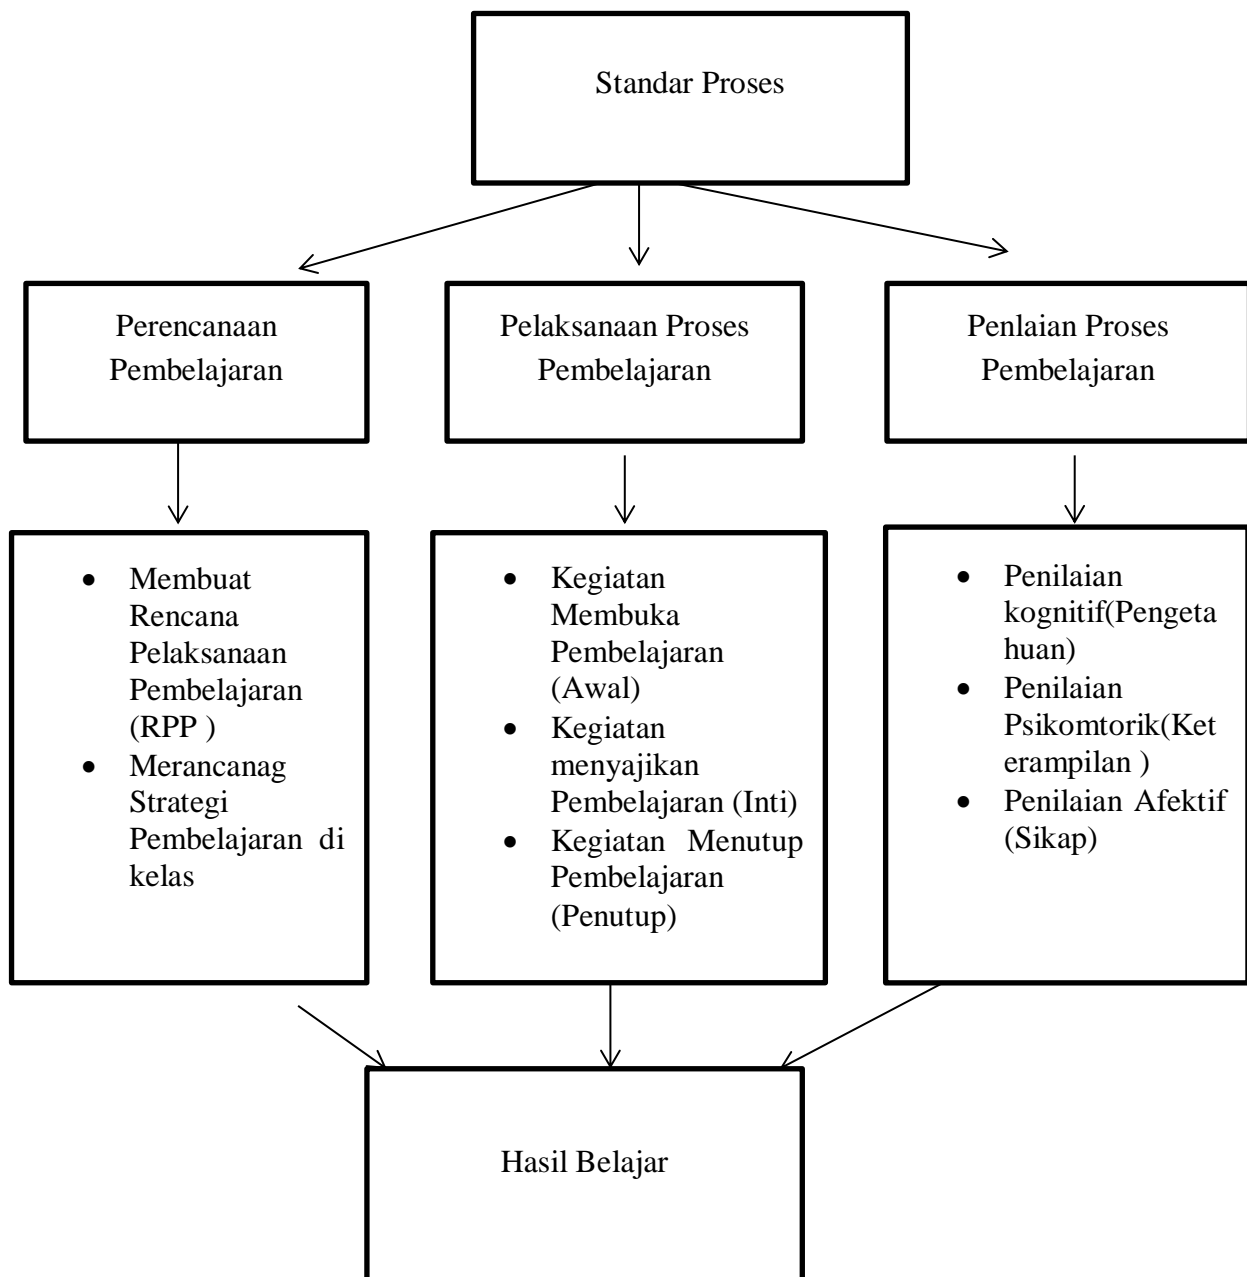 Standar Proses
Perencanaan
Pembelajaran
Pelaksanaan Proses
Pembelajaran
Penlaian Proses
Pembelajaran
• Membuat
Rencana
Pelaksanaan
Pembelajaran
(RPP )
• Merancanag
Strategi
Pembelajaran di
kelas
• Kegiatan
Membuka
Pembelajaran
(Awal)
• Kegiatan
menyajikan
Pembelajaran (Inti)
• Kegiatan Menutup
Pembelajaran
(Penutup)
• Penilaian
kognitif(Pengeta
huan)
• Penilaian
Psikomtorik(Ket
erampilan )
• Penilaian Afektif
(Sikap)
Hasil Belajar